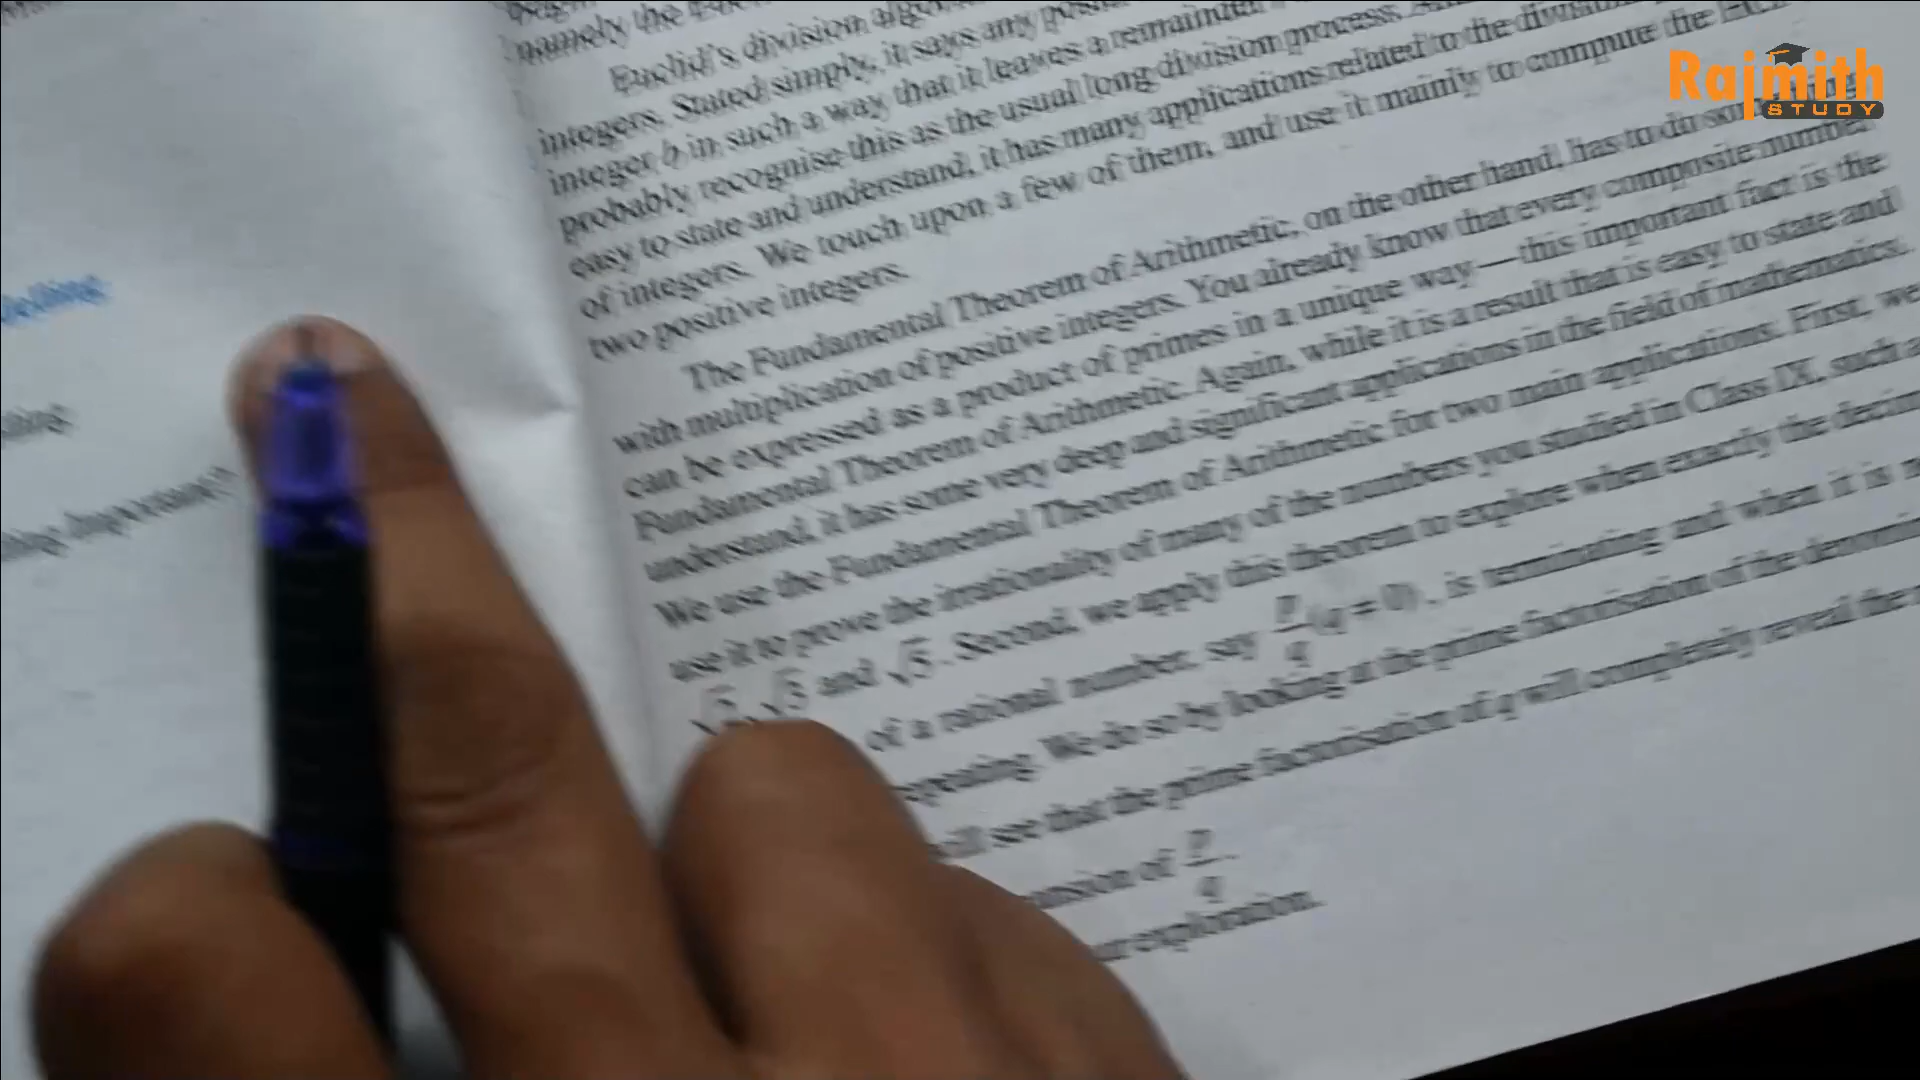 namely the
Euclid's division
integers. Stated simply, it says any
integer b in such a way that it leaves a remainder
probably recognise this as the usual long division process.
easy to state and understand, it has many applications related to the
of integers. We touch upon a few of them, and use it mainly to compute the HCF
two positive integers.
The Fundamental Theorem of Arithmetic, on the other hand, has to do
with multiplication of positive integers. You already know that every composite number
can be expressed as a product of primes in a unique way—this important fact is the
Fundamental Theorem of Arithmetic. Again, while it is a result that is easy to state and
understand, it has some very deep and significant applications in the field of mathematics.
We use the Fundamental Theorem of Arithmetic for two main applications. First, we
use it to prove the irrationality of many of the numbers you studied in Class IX, such
√3 and √5. Second, we apply this theorem to explore when exactly the
of a rational number, say p/q (q ≠ 0), is terminating and when it is
We do so by looking at the prime factorisation of the
see that the prime factorisation of q will completely reveal the
of p/q.
exploration.
Rajmith
STUDY